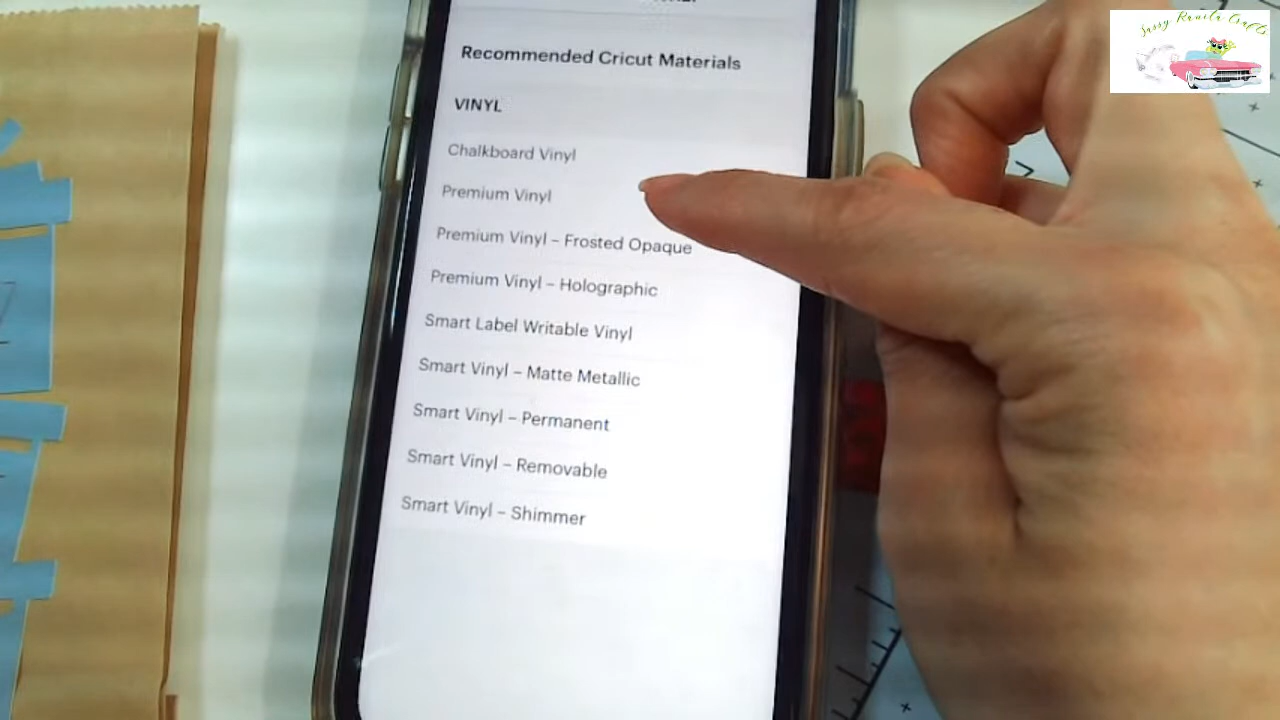 Recommended Cricut Materials
VINYL
Chalkboard Vinyl
Premium Vinyl
Premium Vinyl – Frosted Opaque
Premium Vinyl – Holographic
Smart Label Writable Vinyl
Smart Vinyl – Matte Metallic
Smart Vinyl – Permanent
Smart Vinyl – Removable
Smart Vinyl – Shimmer